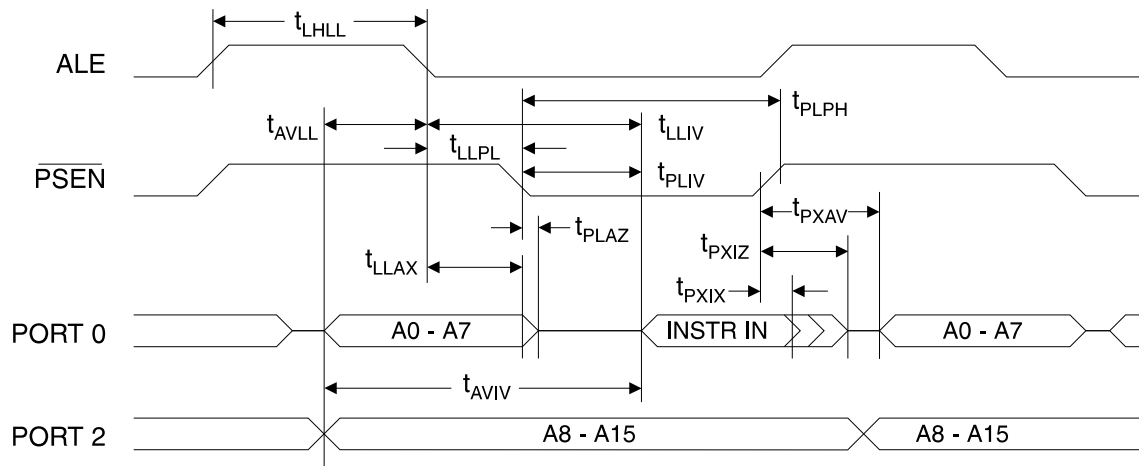 tLHLL
ALE
tPLPH
tAVLL
tLLIV
tLLPL
PSEN
tPLIV
tPXAV
tPLAZ
tPXIZ
tLLAX
tPXIX
PORT 0
A0 - A7
INSTR IN
A0 - A7
tAVIV
PORT 2
A8 - A15
A8 - A15